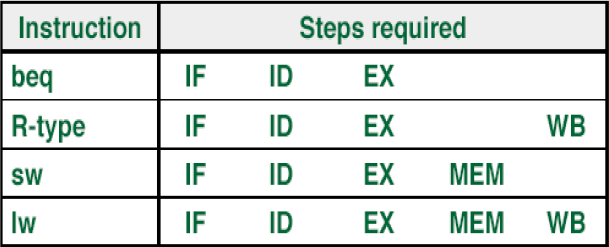 Instruction Steps required
beq IF ID EX
R-type IF ID EX WB
sw IF ID EX MEM
lw IF ID EX MEM WB